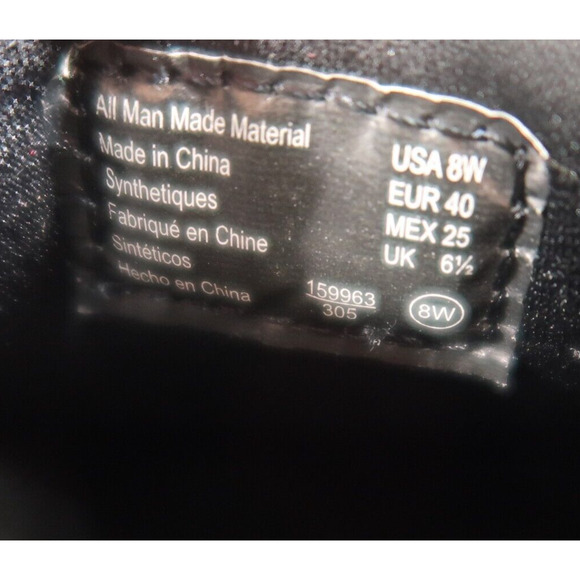 All Man Made Material
Made in China
Synthetiques
Fabriqué en Chine
Sintéticos
Hecho en China
159963
305
USA 8W
EUR 40
MEX 25
UK 6½
8W